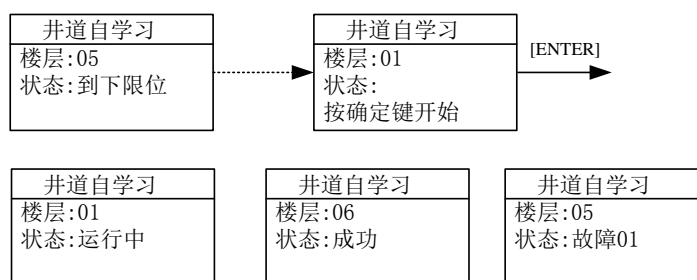 井道自学习
楼层:05
状态:到下限位
井道自学习
楼层:01
状态:
按确定键开始
[ENTER]
井道自学习
楼层:01
状态:运行中
井道自学习
楼层:06
状态:成功
井道自学习
楼层:05
状态:故障01